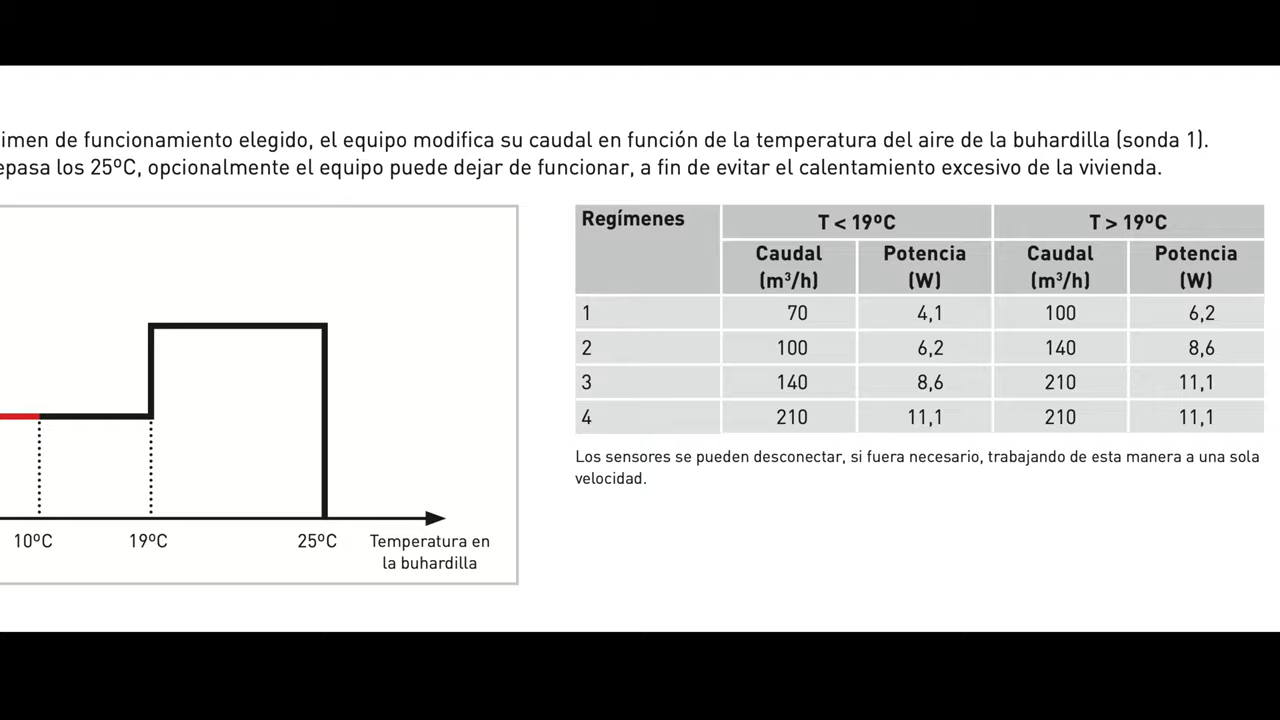 funcionamiento elegido, el equipo modifica su caudal en función de la temperatura del aire de la buhardilla (sonda 1).
los 25ºC, opcionalmente el equipo puede dejar de funcionar, a fin de evitar el calentamiento excesivo de la vivienda.
Regímenes T < 19ºC T > 19ºC
Caudal Potencia Caudal Potencia
(m³/h) (W) (m³/h) (W)
1 70 4,1 100 6,2
2 100 6,2 140 8,6
3 140 8,6 210 11,1
4 210 11,1 210 11,1
Los sensores se pueden desconectar, si fuera necesario, trabajando de esta manera a una sola
velocidad.
10ºC 19ºC 25ºC Temperatura en
la buhardilla